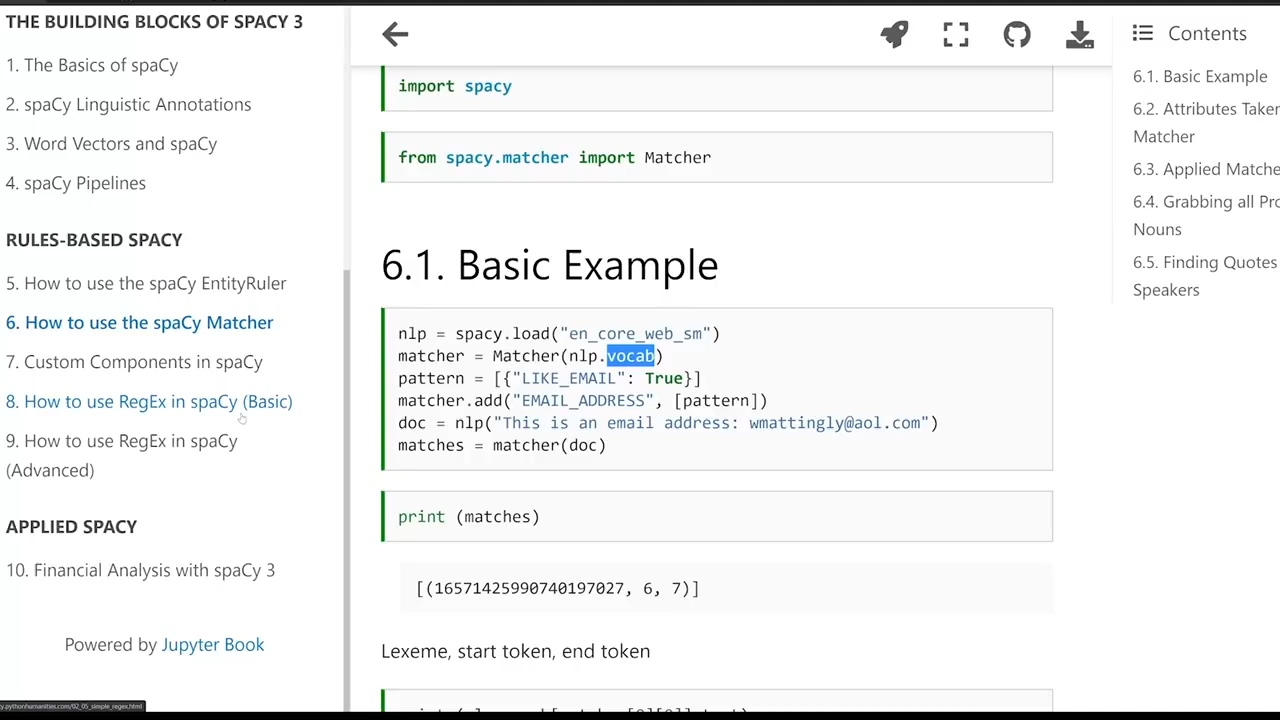 THE BUILDING BLOCKS OF SPACY 3
1. The Basics of spaCy
2. spaCy Linguistic Annotations
3. Word Vectors and spaCy
4. spaCy Pipelines
RULES-BASED SPACY
5. How to use the spaCy EntityRuler
6. How to use the spaCy Matcher
7. Custom Components in spaCy
8. How to use RegEx in spaCy (Basic)
9. How to use RegEx in spaCy
(Advanced)
APPLIED SPACY
10. Financial Analysis with spaCy 3
Powered by Jupyter Book
import spacy
from spacy.matcher import Matcher
6.1. Basic Example
nlp = spacy.load("en_core_web_sm")
matcher = Matcher(nlp.vocab)
pattern = [{"LIKE_EMAIL": True}]
matcher.add("EMAIL_ADDRESS", [pattern])
doc = nlp("This is an email address: wmattingly@aol.com")
matches = matcher(doc)
print (matches)
[(16571425990740197027, 6, 7)]
Lexeme, start token, end token
Contents
6.1. Basic Example
6.2. Attributes Taken
Matcher
6.3. Applied Matche
6.4. Grabbing all Pro
Nouns
6.5. Finding Quotes
Speakers
y.pythonhumanities.com/02_05_simple_regex.html